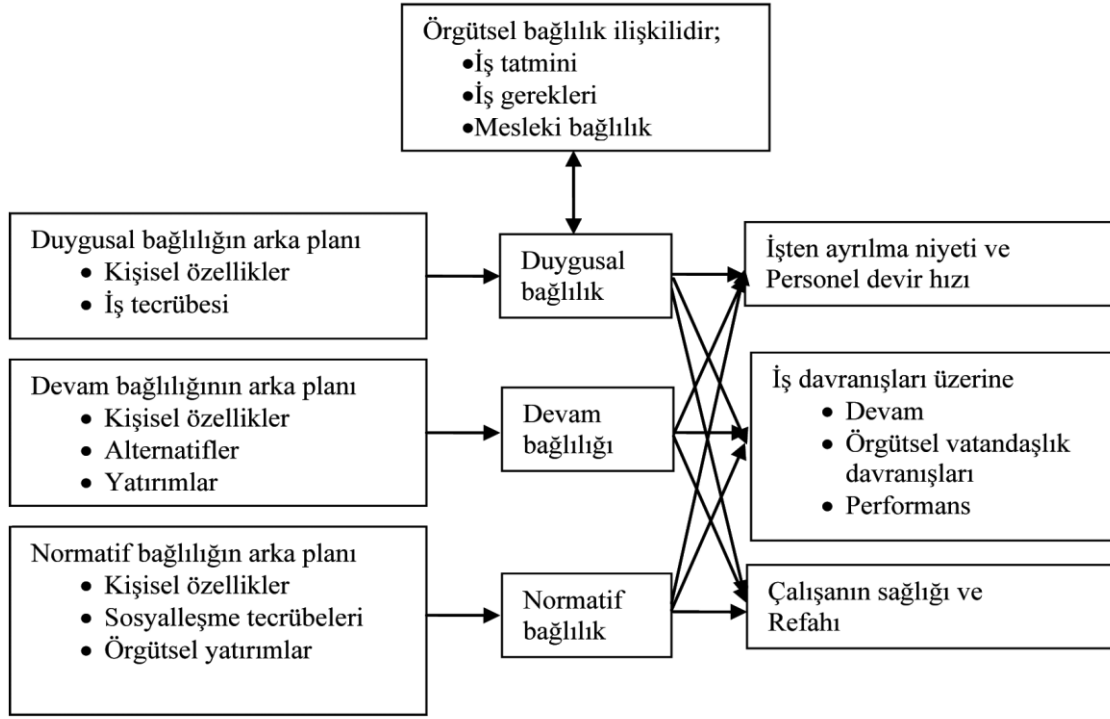 Örgütsel bağlılık ilişkilidir;
•İş tatmini
•İş gerekleri
•Mesleki bağlılık
Duygusal bağlılığın arka planı
• Kişisel özellikler
• İş tecrübesi
Duygusal
bağlılık
İşten ayrılma niyeti ve
Personel devir hızı
Devam bağlılığının arka planı
• Kişisel özellikler
• Alternatifler
• Yatırımlar
Devam
bağlılığı
İş davranışları üzerine
• Devam
• Örgütsel vatandaşlık
davranışları
• Performans
Normatif bağlılığın arka planı
• Kişisel özellikler
• Sosyalleşme tecrübeleri
• Örgütsel yatırımlar
Normatif
bağlılık
Çalışanın sağlığı ve
Refahı